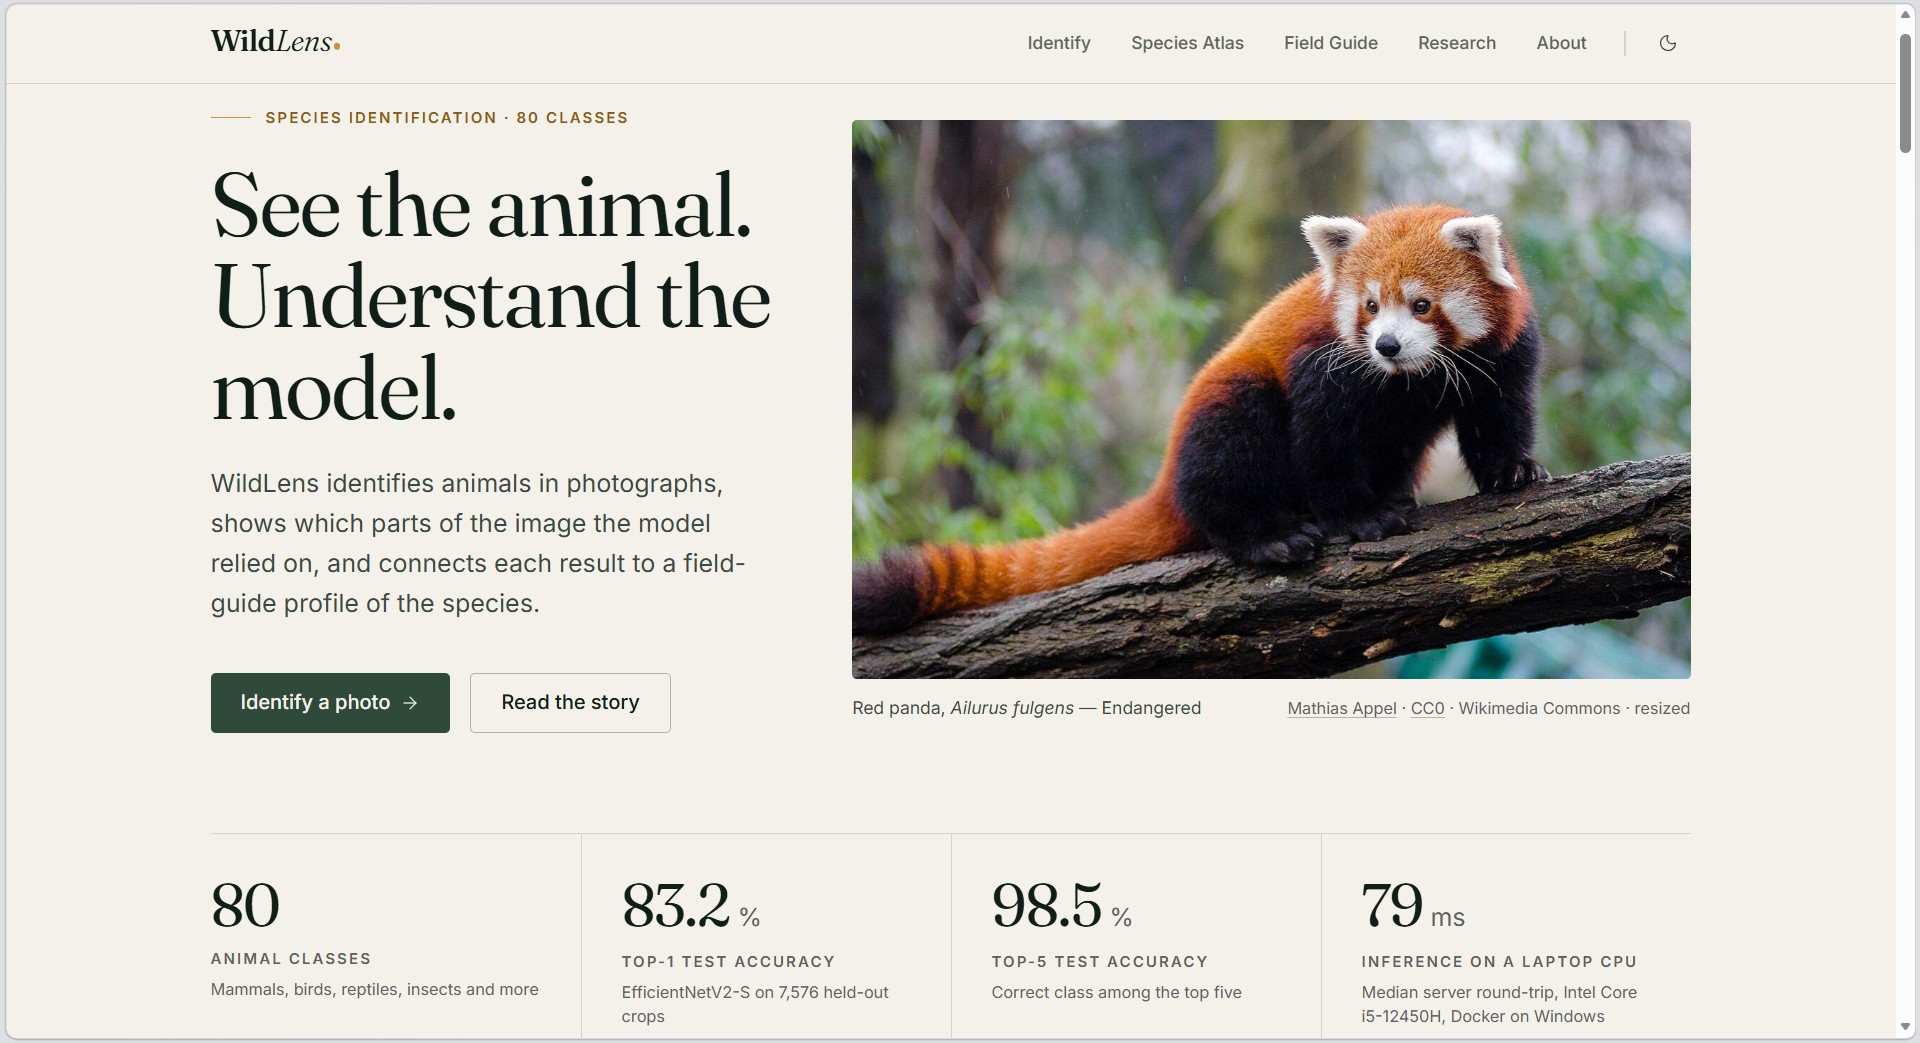 WildLens.
Identify
Species Atlas
Field Guide
Research
About
SPECIES IDENTIFICATION · 80 CLASSES
See the animal.
Understand the
model.
WildLens identifies animals in photographs,
shows which parts of the image the model
relied on, and connects each result to a field-
guide profile of the species.
Identify a photo →
Read the story
Red panda, Ailurus fulgens — Endangered
Mathias Appel · CC0 · Wikimedia Commons · resized
80
ANIMAL CLASSES
Mammals, birds, reptiles, insects and more
83.2 %
TOP-1 TEST ACCURACY
EfficientNetV2-S on 7,576 held-out
crops
98.5 %
TOP-5 TEST ACCURACY
Correct class among the top five
79 ms
INFERENCE ON A LAPTOP CPU
Median server round-trip, Intel Core
i5-12450H, Docker on Windows